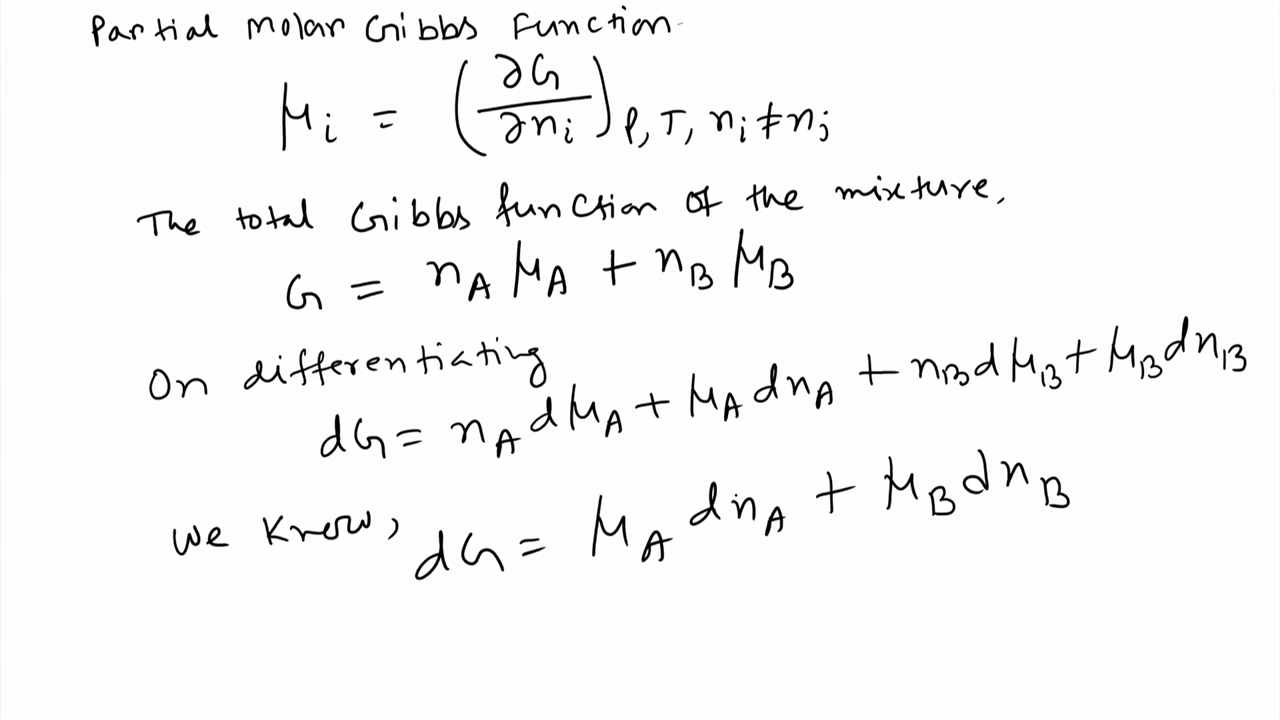 Partial Molar Gibbs Function
μi = (∂G/∂ni)P, T, ni≠nj
The total Gibbs function of the mixture,
G = nA μA + nB μB
On differentiating
dG = nA dμA + μA dnA + nB dμB + μB dnB
We know, dG = μA dnA + μB dnB